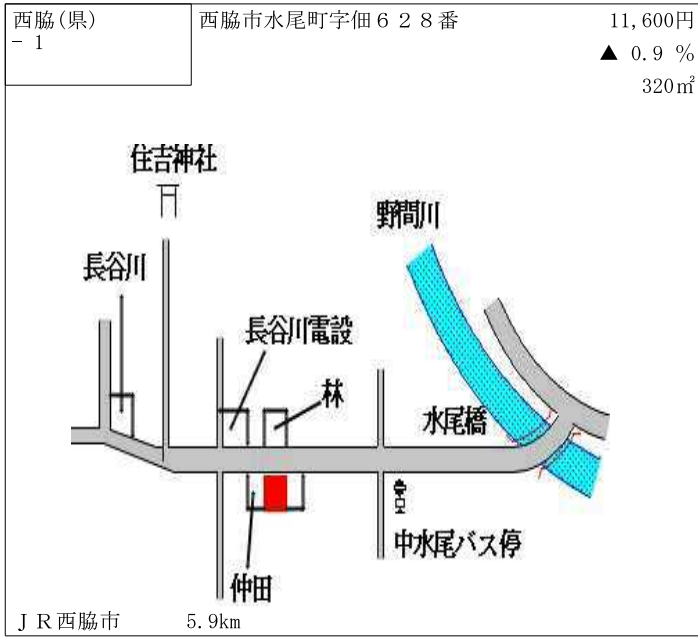 西脇(県)
- 1
西脇市水尾町字佃６２８番
11,600円
▲ 0.9 %
320㎡
住吉神社
野間川
長谷川
長谷川電設
林
水尾橋
中水尾バス停
仲田
ＪＲ西脇市 5.9km